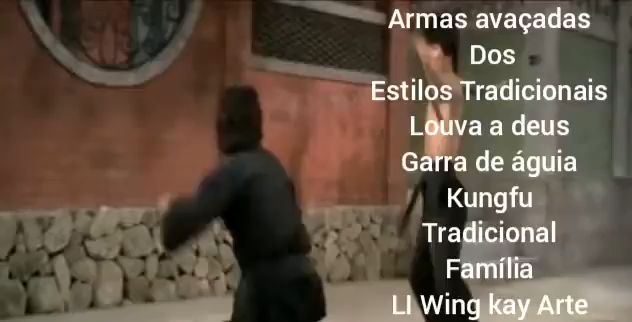 Armas avaçadas
Dos
Estilos Tradicionais
Louva a deus
Garra de águia
Kungfu
Tradicional
Família
LI Wing kay Arte